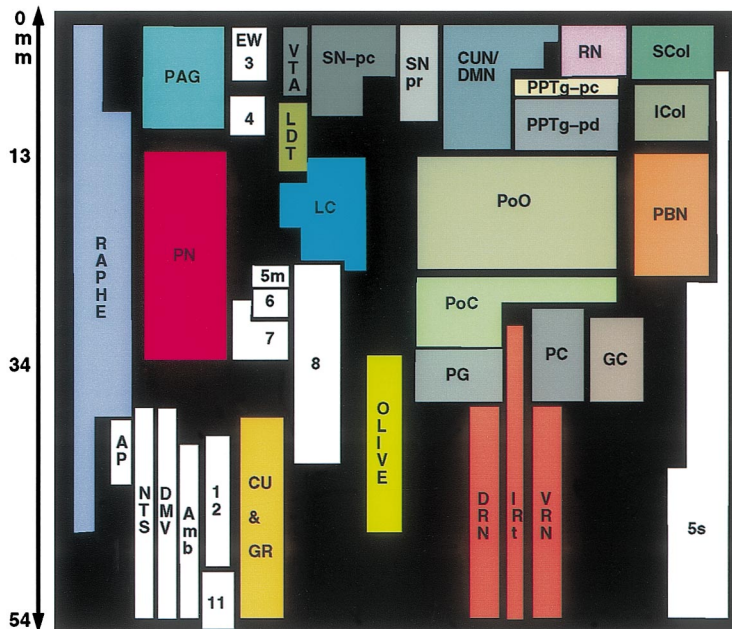 0
m
m
13
34
54
RAPHE
PAG
EW
3
4
VTA
SN-pc
SN
pr
CUN/
DMN
RN
SCol
PPTg-pc
PPTg-pd
ICol
LDT
PN
LC
PoO
PBN
5m
6
7
8
PoC
PG
PC
GC
OLIVE
AP
NTS
DMV
Amb
12
11
CU
&
GR
DRN
IRt
VRN
5s